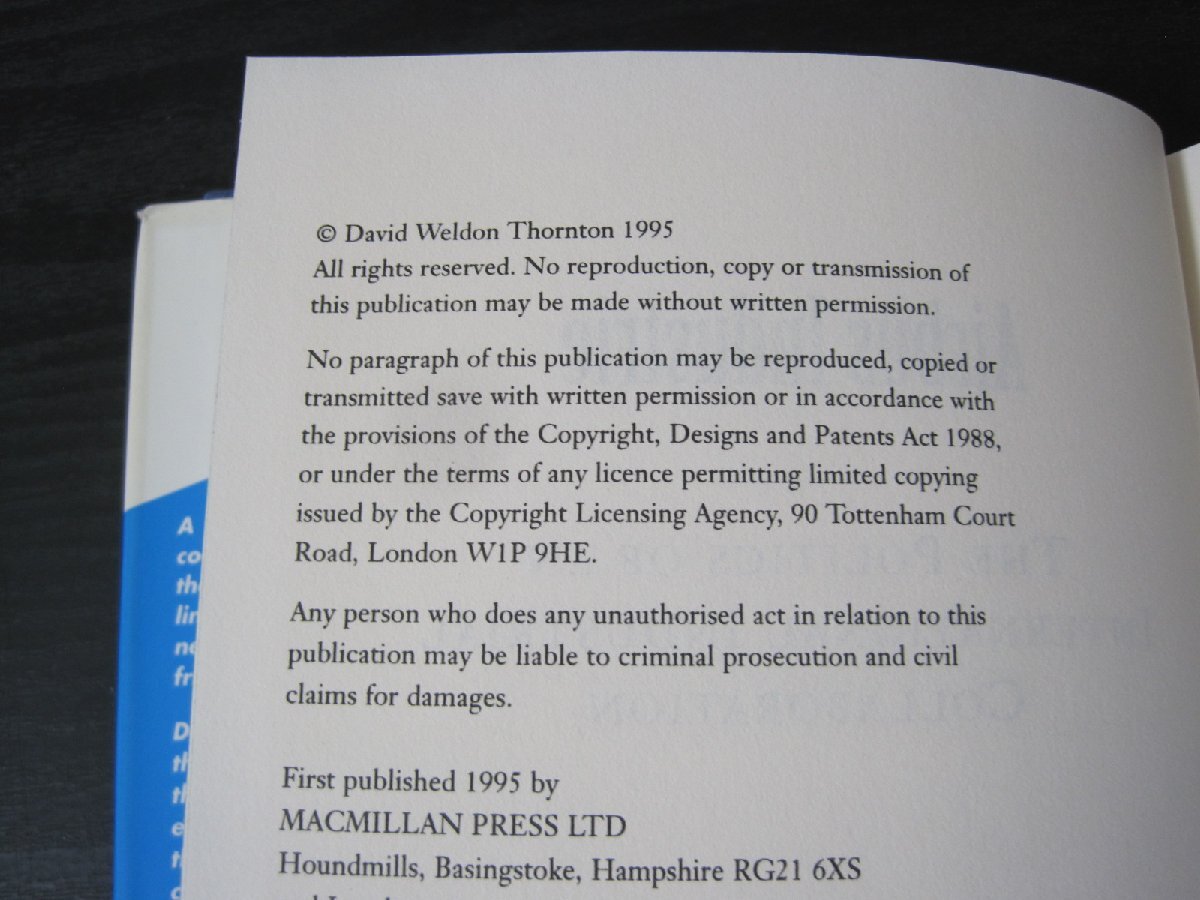 © David Weldon Thornton 1995
All rights reserved. No reproduction, copy or transmission of
this publication may be made without written permission.
No paragraph of this publication may be reproduced, copied or
transmitted save with written permission or in accordance with
the provisions of the Copyright, Designs and Patents Act 1988,
or under the terms of any licence permitting limited copying
issued by the Copyright Licensing Agency, 90 Tottenham Court
Road, London W1P 9HE.
Any person who does any unauthorised act in relation to this
publication may be liable to criminal prosecution and civil
claims for damages.
First published 1995 by
MACMILLAN PRESS LTD
Houndmills, Basingstoke, Hampshire RG21 6XS
A